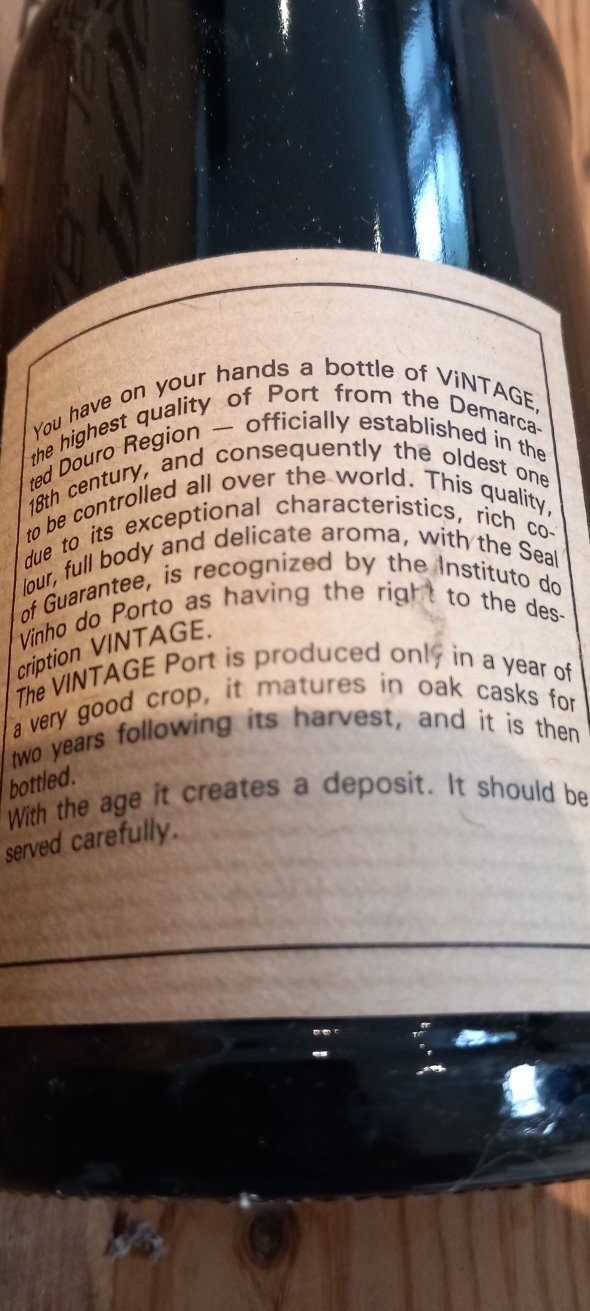 You have on your hands a bottle of ViNTAGE,
the highest quality of Port from the Demarca-
ted Douro Region — officially established in the
18th century, and consequently the oldest one
to be controlled all over the world. This quality,
due to its exceptional characteristics, rich co-
lour, full body and delicate aroma, with the Seal
of Guarantee, is recognized by the Instituto do
Vinho do Porto as having the right to the des-
cription VINTAGE.
The VINTAGE Port is produced only in a year of
a very good crop, it matures in oak casks for
two years following its harvest, and it is then
bottled.
With the age it creates a deposit. It should be
served carefully.